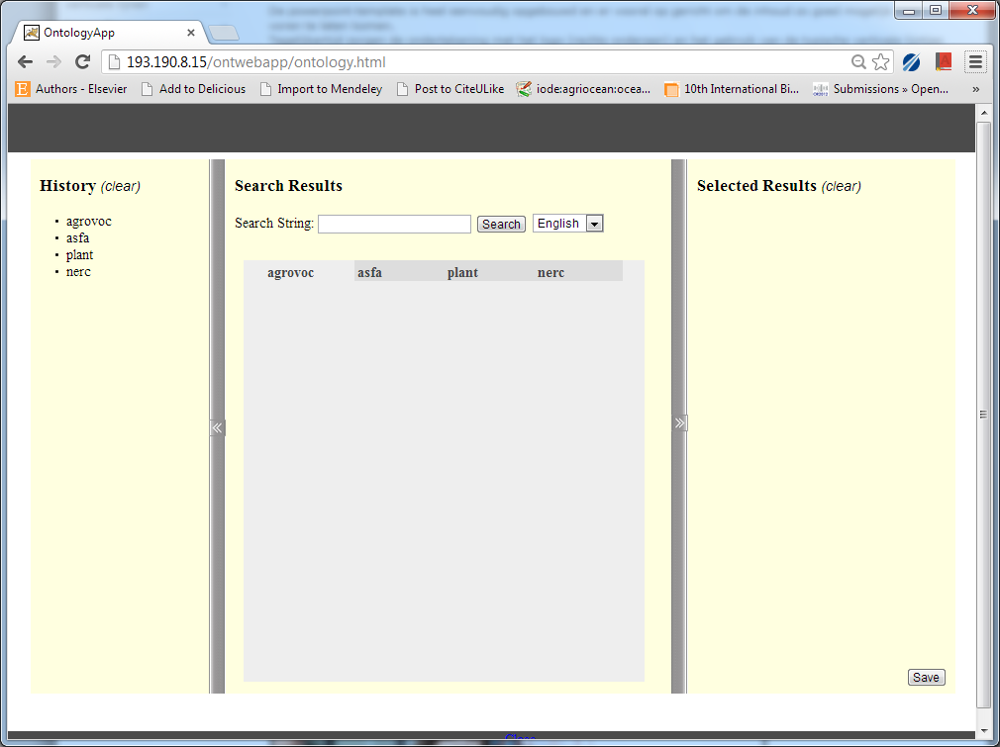 OntologyApp
193.190.8.15/ontwebapp/ontology.html
Authors - Elsevier
Add to Delicious
Import to Mendeley
Post to CiteULike
iode:agriocean:ocea...
10th International Bi...
Submissions » Open...
»
History (clear)
• agrovoc
• asfa
• plant
• nerc
Search Results
Search String:
Search
English
agrovoc asfa plant nerc
Selected Results (clear)
Save
Close